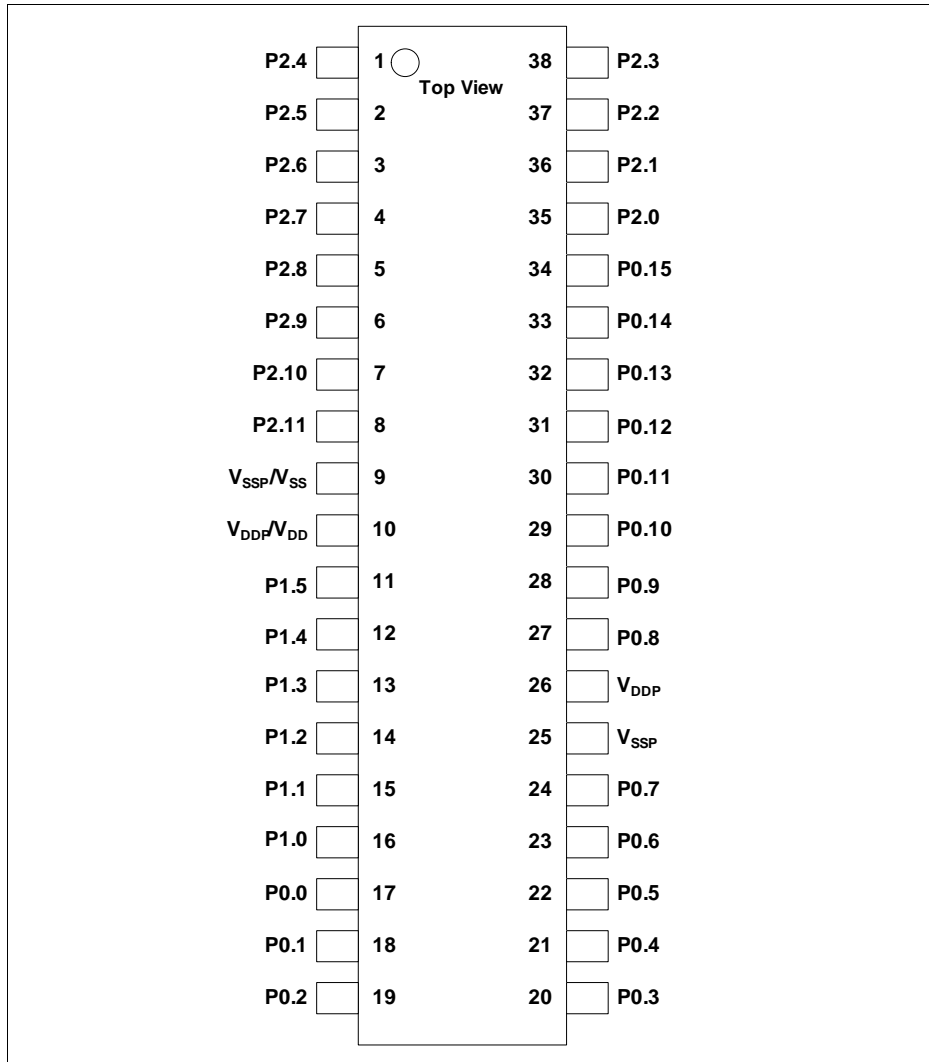 P2.4 1 38 P2.3
Top View
P2.5 2 37 P2.2
P2.6 3 36 P2.1
P2.7 4 35 P2.0
P2.8 5 34 P0.15
P2.9 6 33 P0.14
P2.10 7 32 P0.13
P2.11 8 31 P0.12
VSSP/VSS 9 30 P0.11
VDDP/VDD 10 29 P0.10
P1.5 11 28 P0.9
P1.4 12 27 P0.8
P1.3 13 26 VDDP
P1.2 14 25 VSSP
P1.1 15 24 P0.7
P1.0 16 23 P0.6
P0.0 17 22 P0.5
P0.1 18 21 P0.4
P0.2 19 20 P0.3